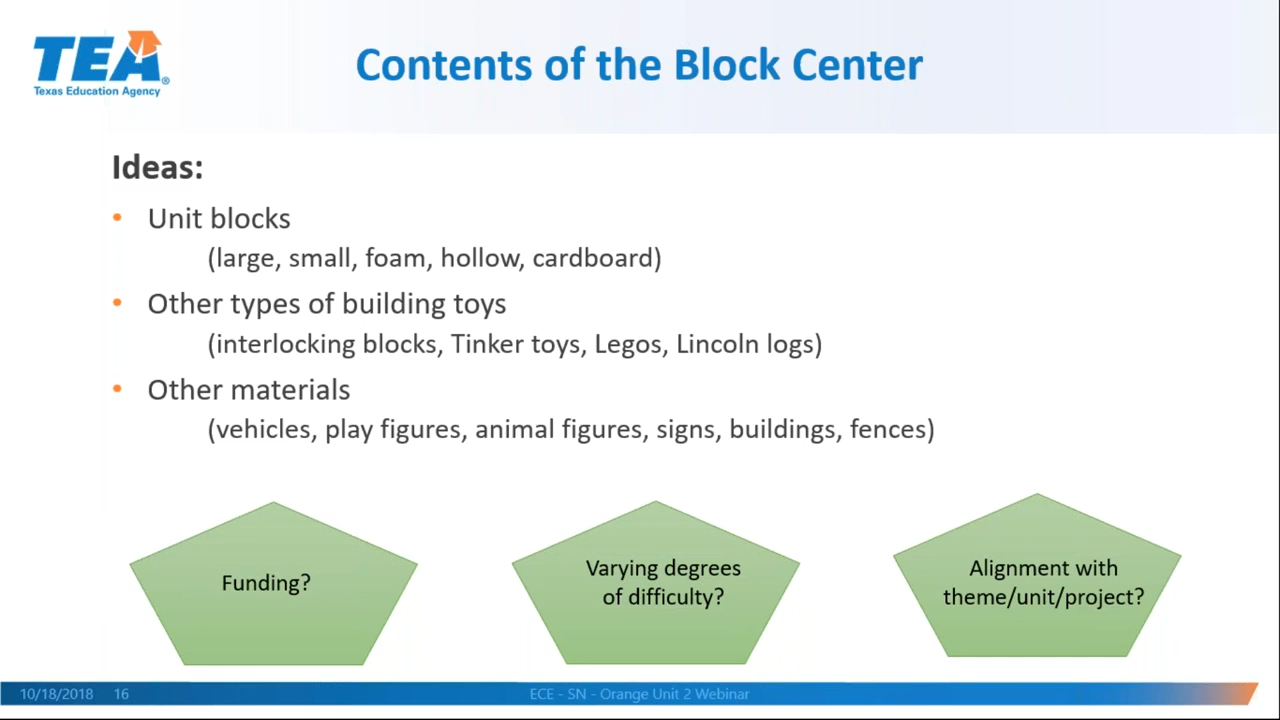 TEA®
Texas Education Agency
Contents of the Block Center
Ideas:
• Unit blocks
(large, small, foam, hollow, cardboard)
• Other types of building toys
(interlocking blocks, Tinker toys, Legos, Lincoln logs)
• Other materials
(vehicles, play figures, animal figures, signs, buildings, fences)
Funding?
Varying degrees
of difficulty?
Alignment with
theme/unit/project?
10/18/2018 16
ECE - SN - Orange Unit 2 Webinar